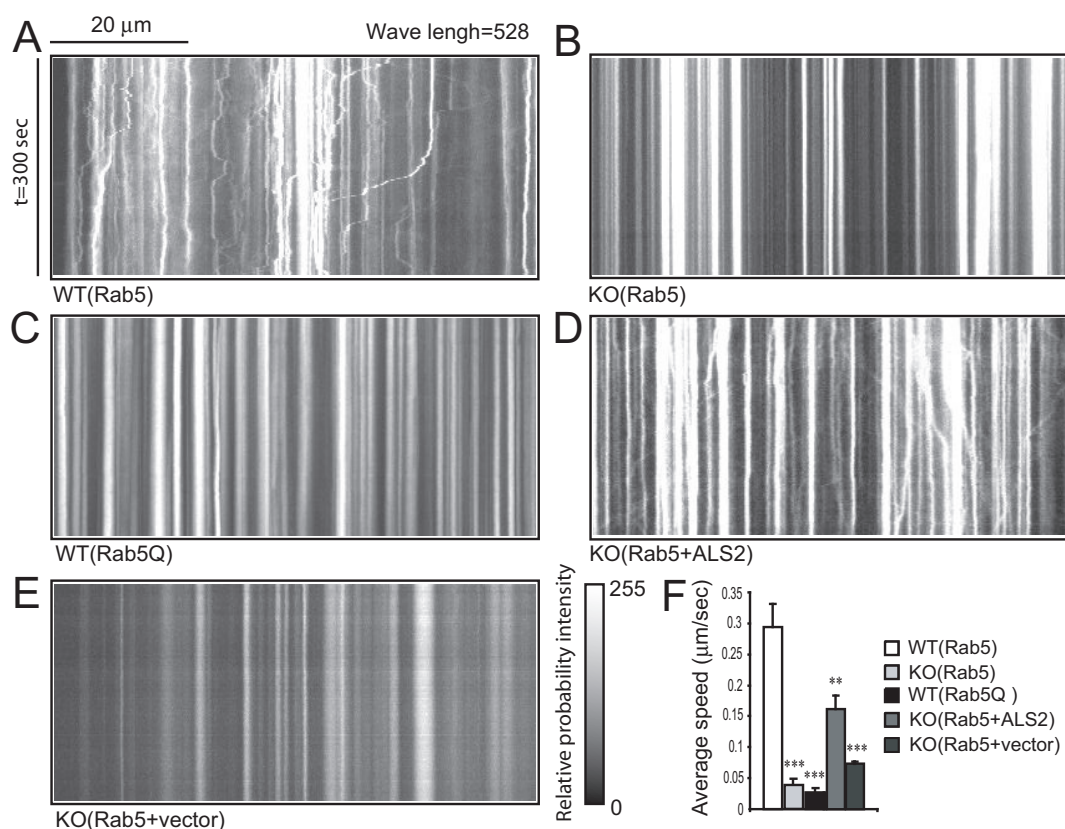 A
20 μm
Wave lengh=528
B
t=300 sec
WT(Rab5)
KO(Rab5)
C
D
WT(Rab5Q)
KO(Rab5+ALS2)
E
KO(Rab5+vector)
Relative probability intensity
255
0
F
Average speed (μm/sec)
0.35
0.3
0.25
0.2
0.15
0.1
0.05
0
***
***
**
***
WT(Rab5)
KO(Rab5)
WT(Rab5Q )
KO(Rab5+ALS2)
KO(Rab5+vector)